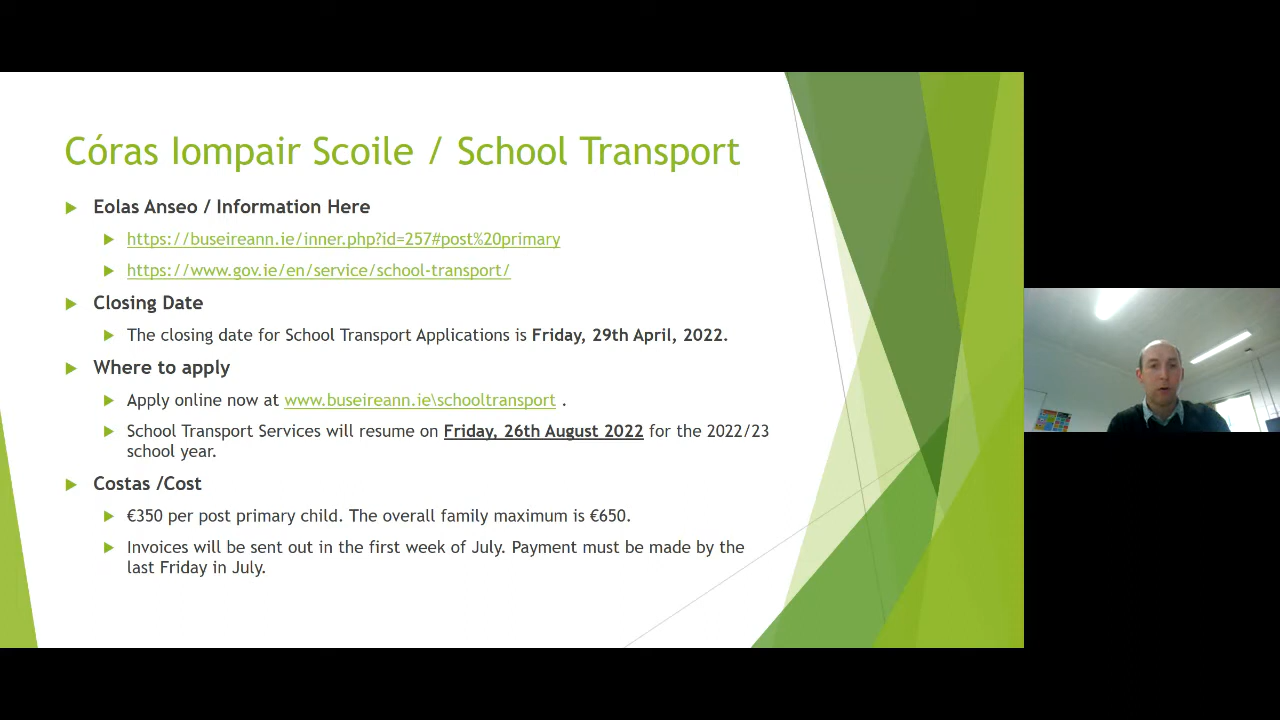 Córas Iompair Scoile / School Transport
Eolas Anseo / Information Here
https://buseireann.ie/inner.php?id=257#post%20primary
https://www.gov.ie/en/service/school-transport/
Closing Date
The closing date for School Transport Applications is Friday, 29th April, 2022.
Where to apply
Apply online now at www.buseireann.ie\schooltransport .
School Transport Services will resume on Friday, 26th August 2022 for the 2022/23
school year.
Costas /Cost
€350 per post primary child. The overall family maximum is €650.
Invoices will be sent out in the first week of July. Payment must be made by the
last Friday in July.